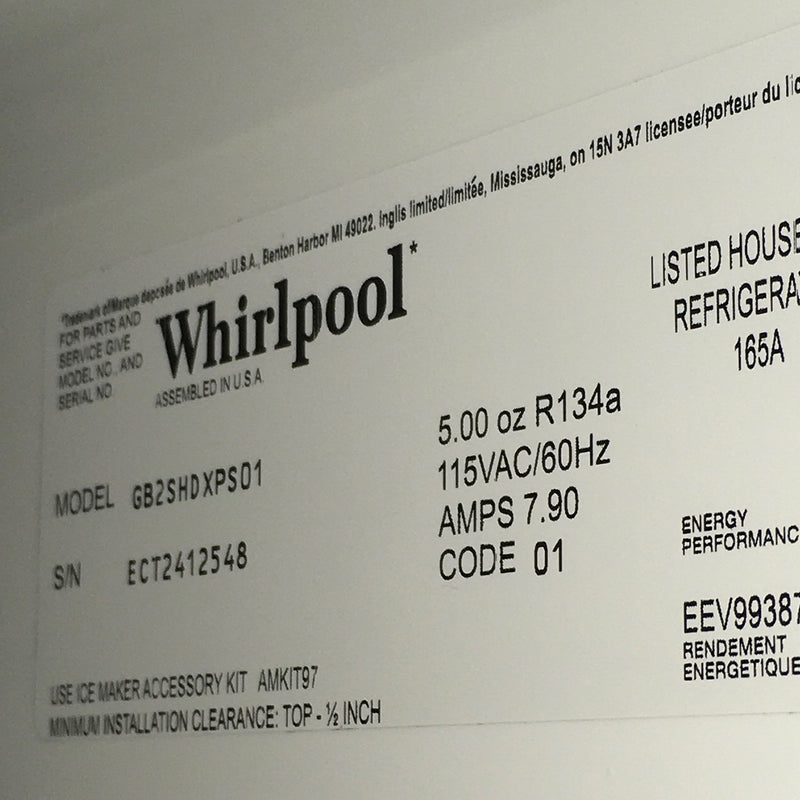 *Trademark of/Marque deposée de Whirlpool, U.S.A., Benton Harbor MI 49022. Inglis limited/limitée, Mississauga, on 15N 3A7 licensee/porteur du lic
FOR PARTS AND
SERVICE GIVE
MODEL NO. AND
SERIAL NO.
Whirlpool*
ASSEMBLED IN U.S.A.
LISTED HOUSE
REFRIGERA
165A
5.00 oz R134a
115VAC/60Hz
AMPS 7.90
CODE 01
MODEL GB2SHDXPS01
S/N ECT2412548
ENERGY
PERFORMANC
EEV99387
RENDEMENT
ENERGETIQUE
USE ICE MAKER ACCESSORY KIT AMKIT97
MINIMUM INSTALLATION CLEARANCE: TOP - ½ INCH